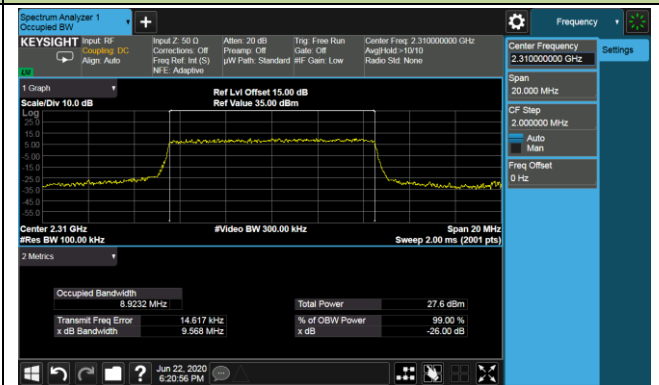 Spectrum Analyzer 1
Occupied BW
+
Frequency
KEYSIGHT
Input: RF
Coupling: DC
Align: Auto
Input Z: 50 Ω
Corrections: Off
Freq Ref: Int (S)
NFE: Adaptive
Atten: 20 dB
Preamp: Off
µW Path: Standard
Trig: Free Run
Gate: Off
#IF Gain: Low
Center Freq: 2.310000000 GHz
Avg|Hold:>10/10
Radio Std: None
Center Frequency
2.310000000 GHz
Settings
Span
20.000 MHz
CF Step
2.000000 MHz
Auto
Man
Freq Offset
0 Hz
1 Graph
Scale/Div 10.0 dB
Ref Lvl Offset 15.00 dB
Ref Value 35.00 dBm
Log
25.0
15.0
5.00
-5.00
-15.0
-25.0
-35.0
-45.0
-55.0
Center 2.31 GHz
#Res BW 100.00 kHz
#Video BW 300.00 kHz
Span 20 MHz
Sweep 2.00 ms (2001 pts)
2 Metrics
Occupied Bandwidth
8.9232 MHz
Total Power 27.6 dBm
Transmit Freq Error 14.617 kHz
% of OBW Power 99.00 %
x dB Bandwidth 9.568 MHz
x dB -26.00 dB
?
Jun 22, 2020
6:20:56 PM